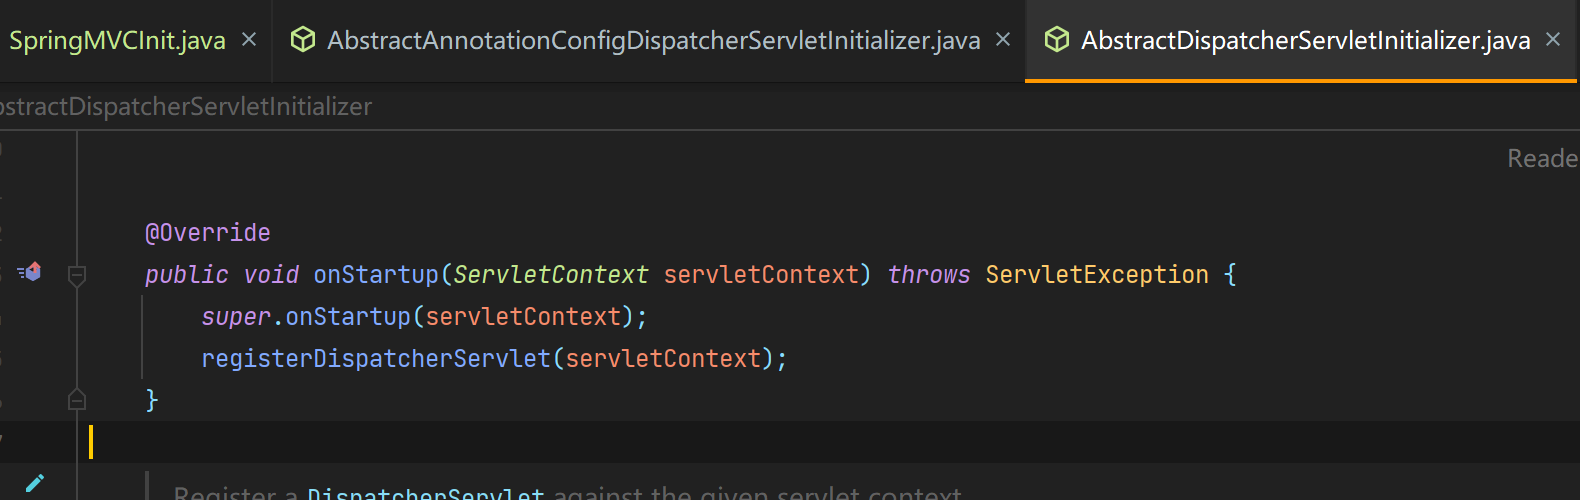 SpringMVCInit.java
AbstractAnnotationConfigDispatcherServletInitializer.java
AbstractDispatcherServletInitializer.java
bstractDispatcherServletInitializer
Reade
@Override
public void onStartup(ServletContext servletContext) throws ServletException {
super.onStartup(servletContext);
registerDispatcherServlet(servletContext);
}
Register a DispatcherServlet against the given servlet context